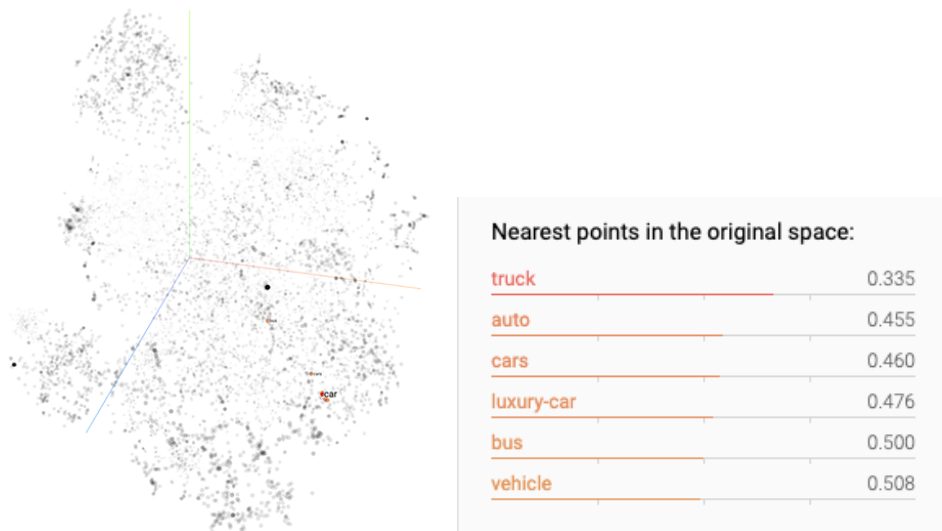 car
Nearest points in the original space:
truck 0.335
auto 0.455
cars 0.460
luxury-car 0.476
bus 0.500
vehicle 0.508